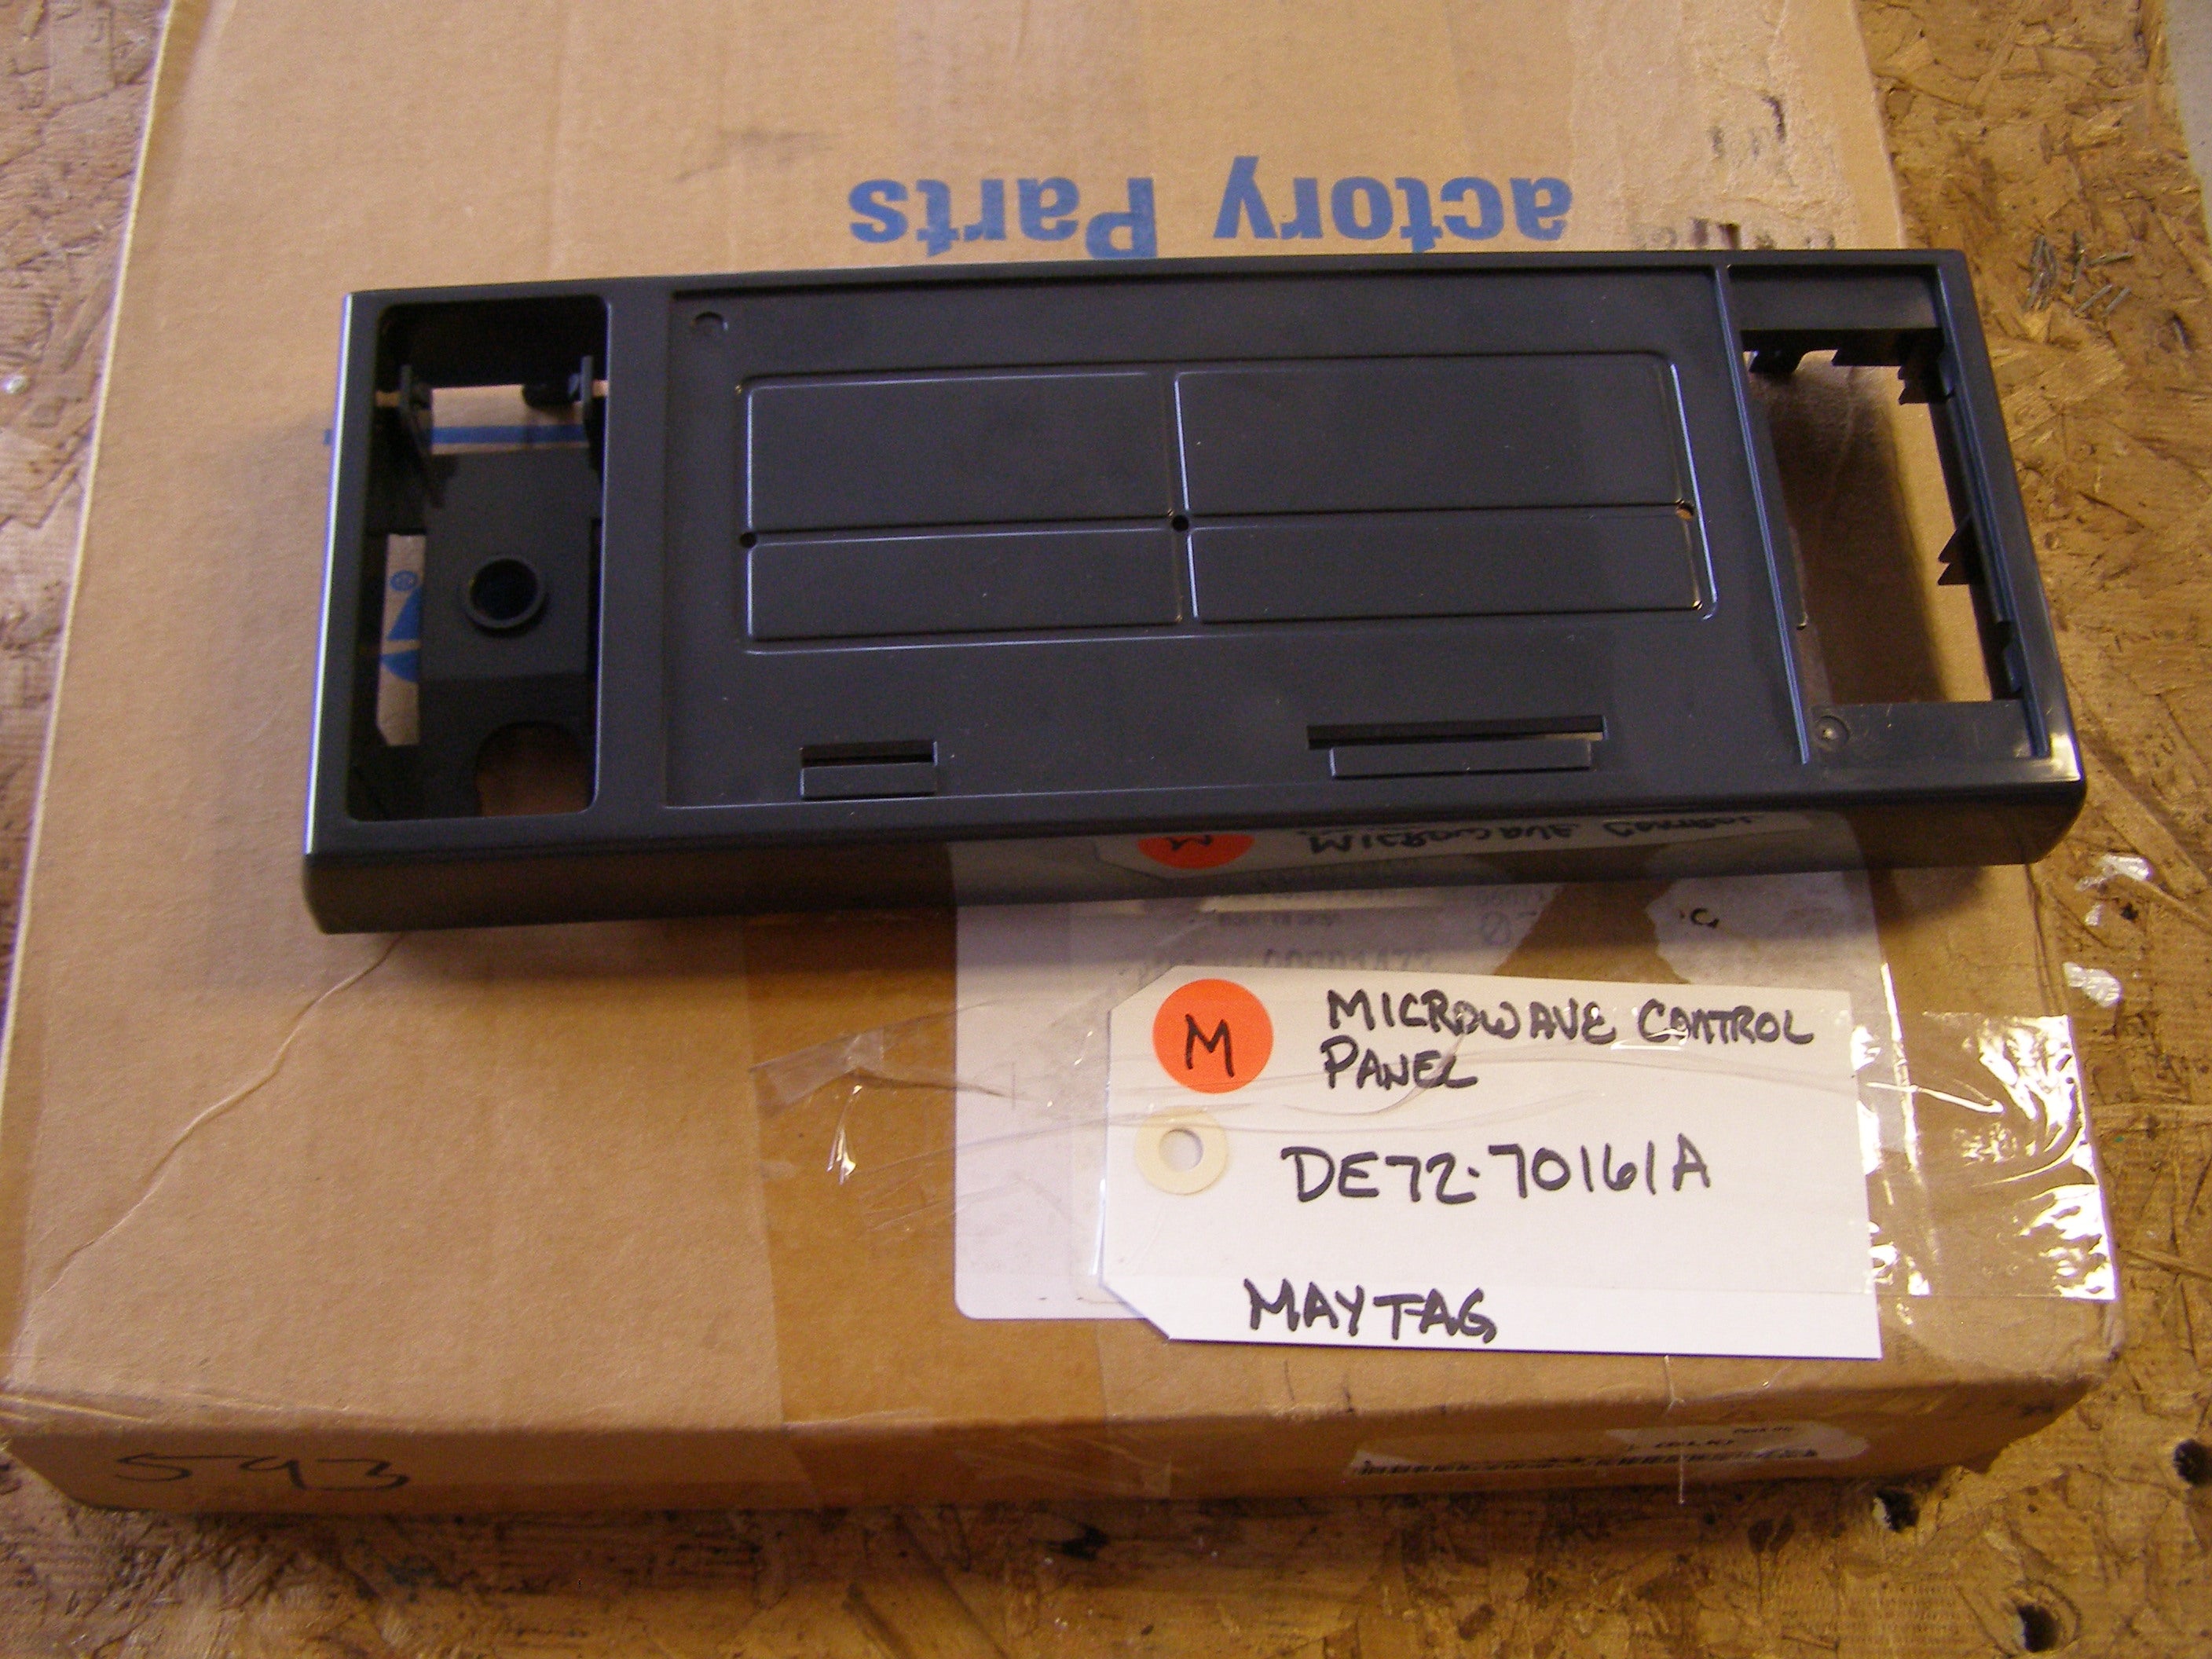 actory Parts
M
MICROWAVE CONTROL
PANEL
DE72-70161A
MAYTAG
593